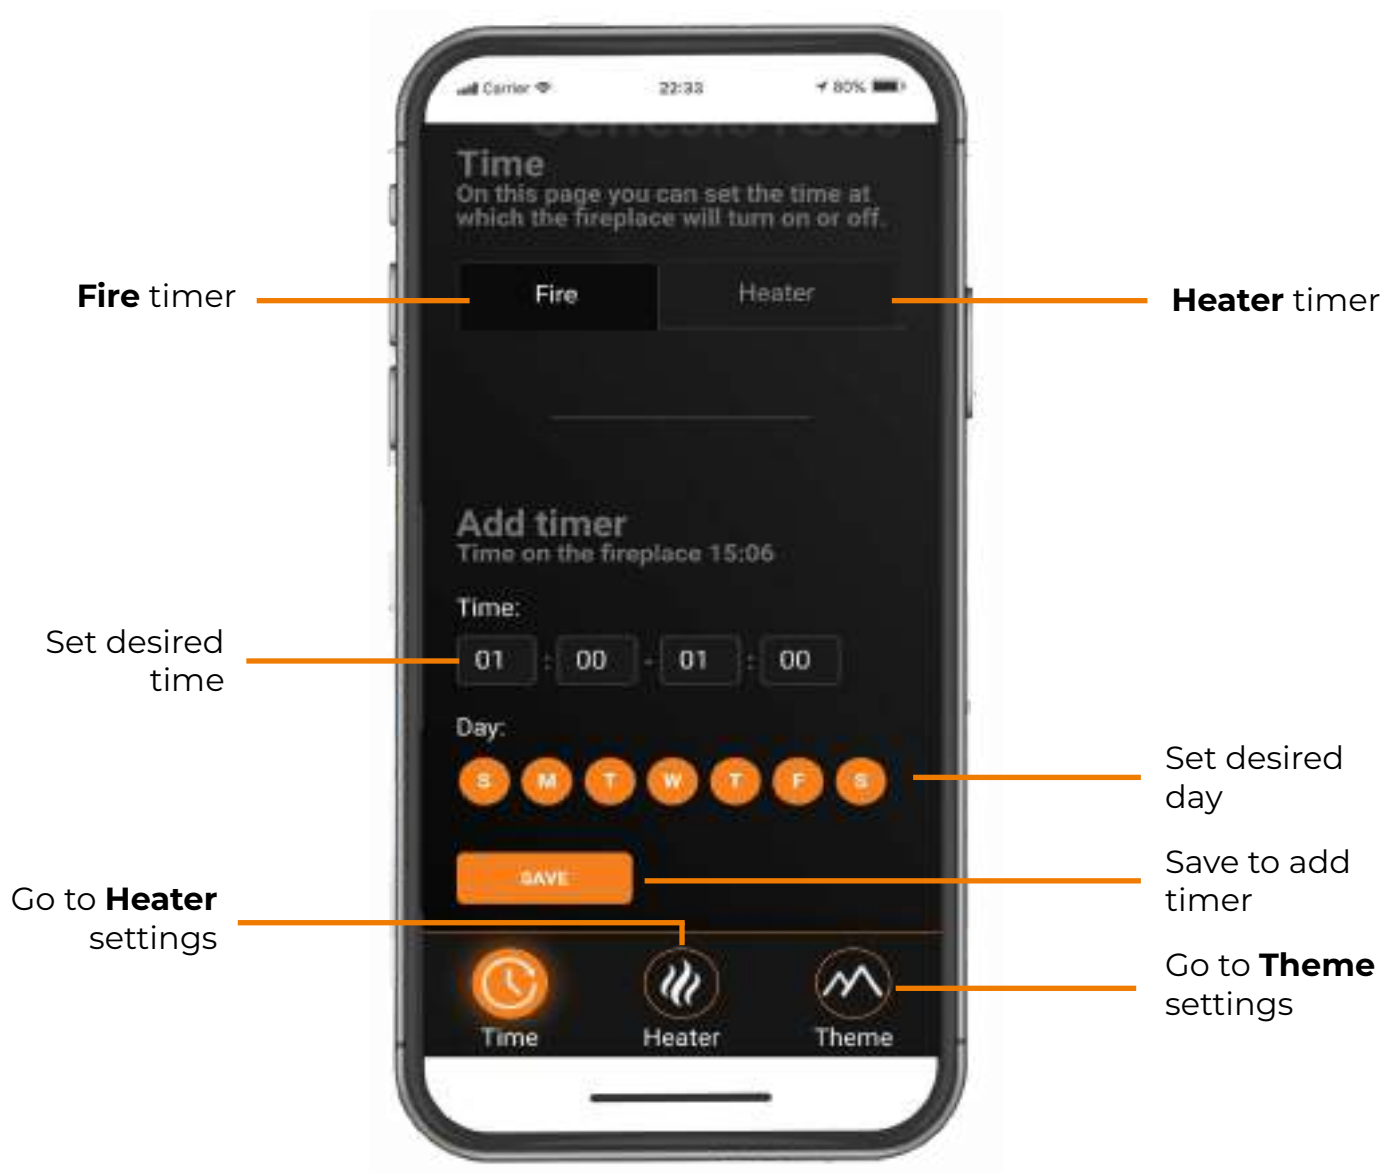 Carrier 22:33 80%
Time
On this page you can set the time at
which the fireplace will turn on or off.
Fire timer
Fire
Heater
Heater timer
Add timer
Time on the fireplace 15:06
Time:
Set desired
time
01 : 00 - 01 : 00
Day:
S M T W T F S
Set desired
day
SAVE
Save to add
timer
Go to Heater
settings
Go to Theme
settings
Time
Heater
Theme